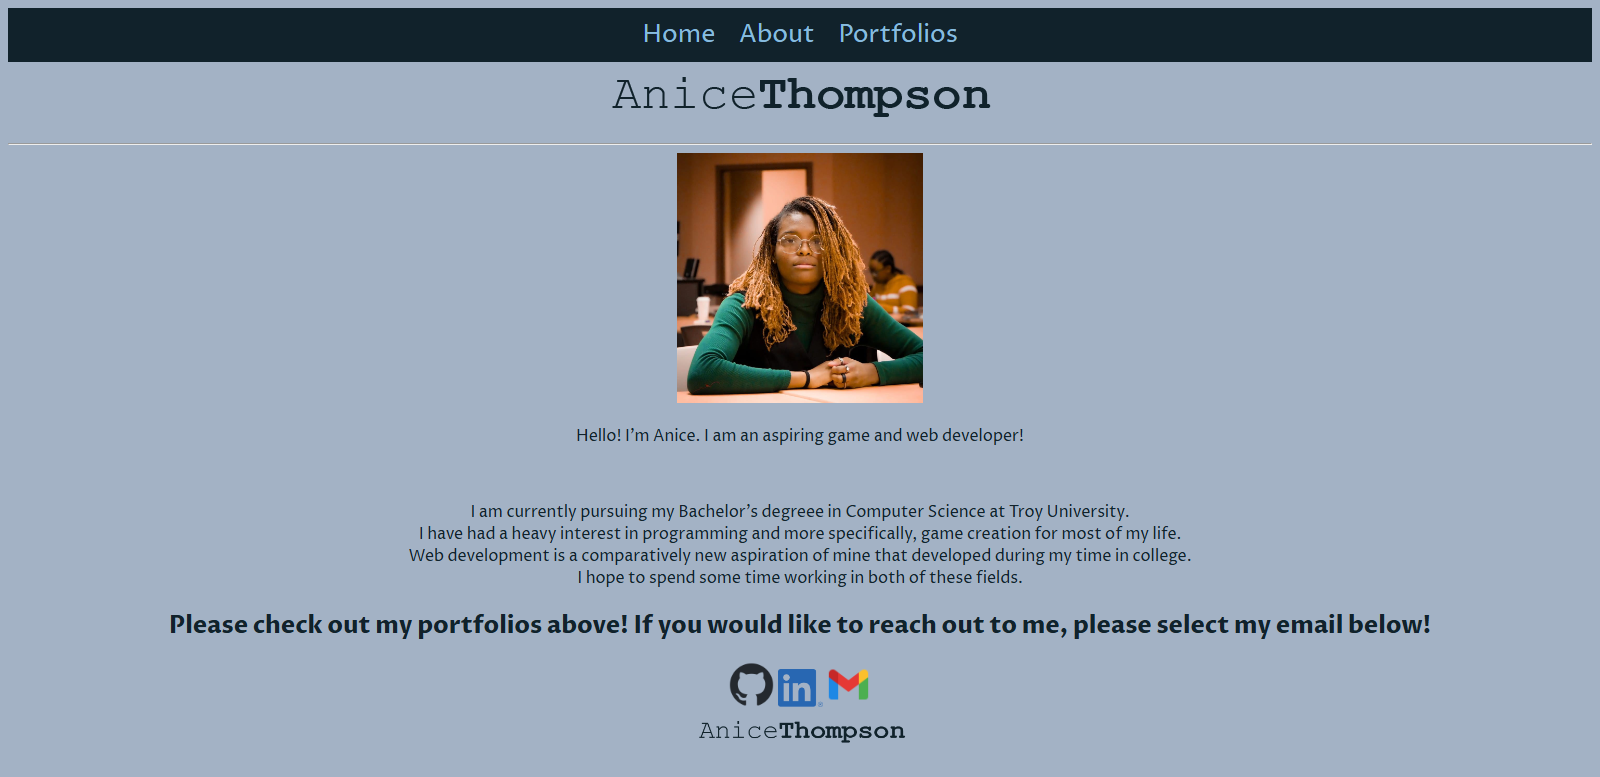 Home About Portfolios
AniceThompson
Hello! I'm Anice. I am an aspiring game and web developer!
I am currently pursuing my Bachelor's degreee in Computer Science at Troy University.
I have had a heavy interest in programming and more specifically, game creation for most of my life.
Web development is a comparatively new aspiration of mine that developed during my time in college.
I hope to spend some time working in both of these fields.
Please check out my portfolios above! If you would like to reach out to me, please select my email below!
in
AniceThompson